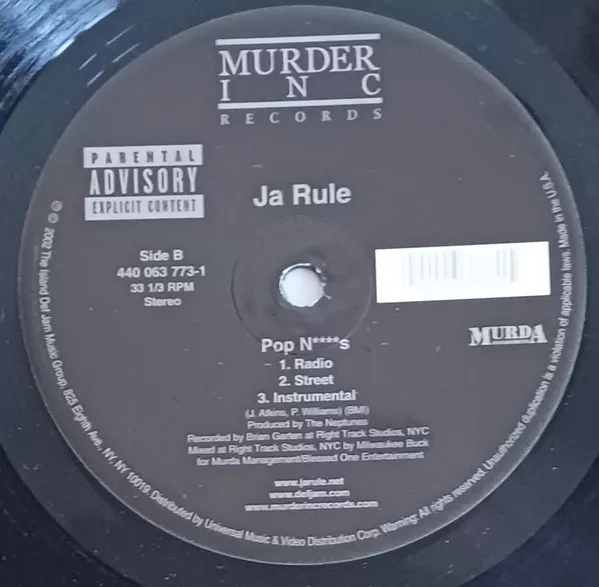 MURDER
INC
RECORDS
PARENTAL
ADVISORY
EXPLICIT CONTENT
Ja Rule
Side B
440 063 773-1
33 1/3 RPM
Stereo
MURDA
Pop N****s
1. Radio
2. Street
3. Instrumental
(J. Atkins, P. Williams) (BMI)
Produced by The Neptunes
Recorded by Brian Garten at Right Track Studios, NYC
Mixed at Right Track Studios, NYC by Milwaukee Buck
for Murda Management/Blessed One Entertainment
www.jarule.net
www.defjam.com
www.murderincrecords.com
℗ © 2002 The Island Def Jam Music Group, 825 Eighth Ave., NY, NY 10019. Distributed by Universal Music & Video Distribution Corp. Warning: All rights reserved. Unauthorized duplication is a violation of applicable laws. Made in the U.S.A.